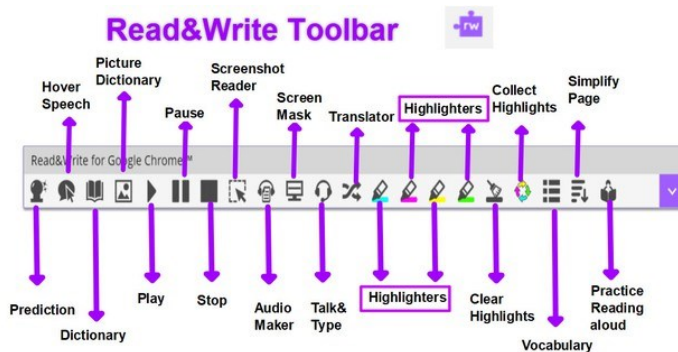 Read&Write Toolbar
rw
Picture
Dictionary
Screenshot
Reader
Simplify
Page
Hover
Speech
Pause
Screen
Mask
Translator
Highlighters
Collect
Highlights
Read&Write for Google Chrome™
Prediction
Dictionary
Play
Stop
Audio
Maker
Talk&
Type
Highlighters
Clear
Highlights
Vocabulary
Practice
Reading
aloud